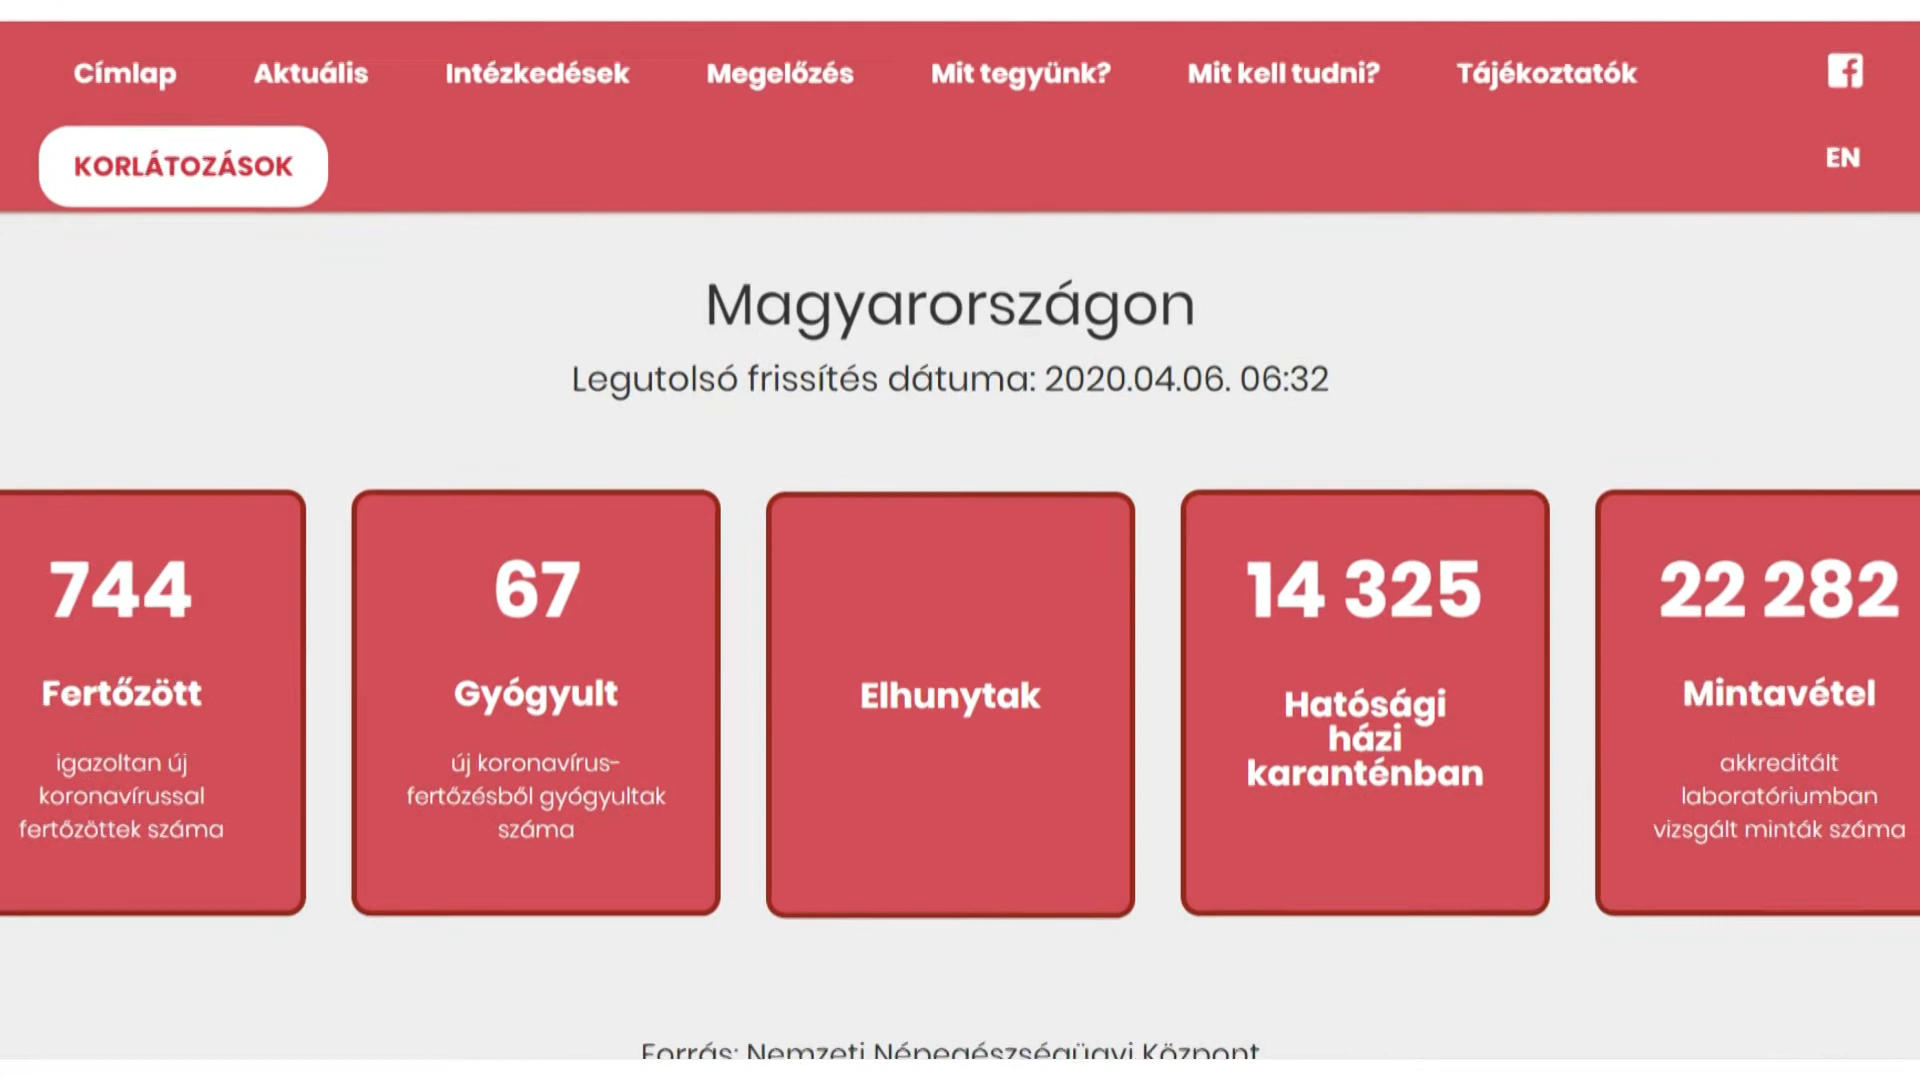 Címlap Aktuális Intézkedések Megelőzés Mit tegyünk? Mit kell tudni? Tájékoztatók
KORLÁTOZÁSOK
EN
Magyarországon
Legutolsó frissítés dátuma: 2020.04.06. 06:32
744
Fertőzött
igazoltan új
koronavírussal
fertőzöttek száma
67
Gyógyult
új koronavírus-
fertőzésből gyógyultak
száma
Elhunytak
14 325
Hatósági
házi
karanténban
22 282
Mintavétel
akkreditált
laboratóriumban
vizsgált minták száma
Forrás: Nemzeti Népegészségügyi Központ